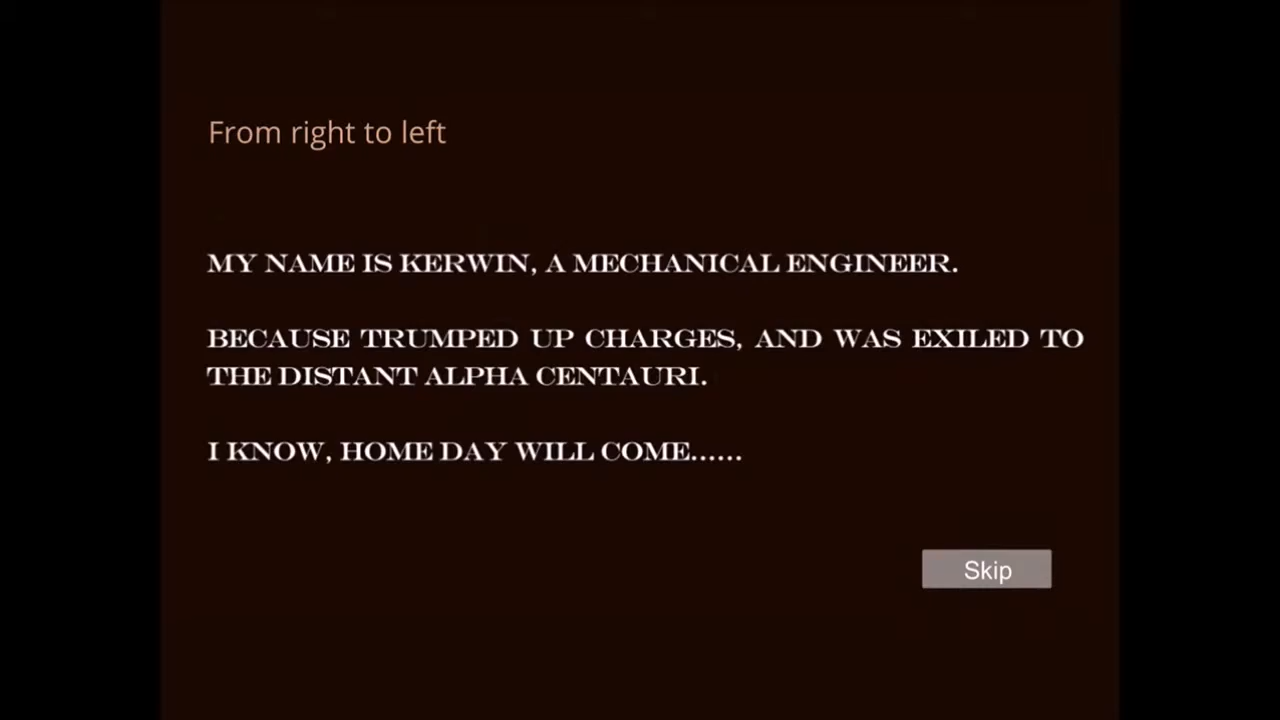 From right to left
MY NAME IS KERWIN, A MECHANICAL ENGINEER.
BECAUSE TRUMPED UP CHARGES, AND WAS EXILED TO
THE DISTANT ALPHA CENTAURI.
I KNOW, HOME DAY WILL COME......
Skip